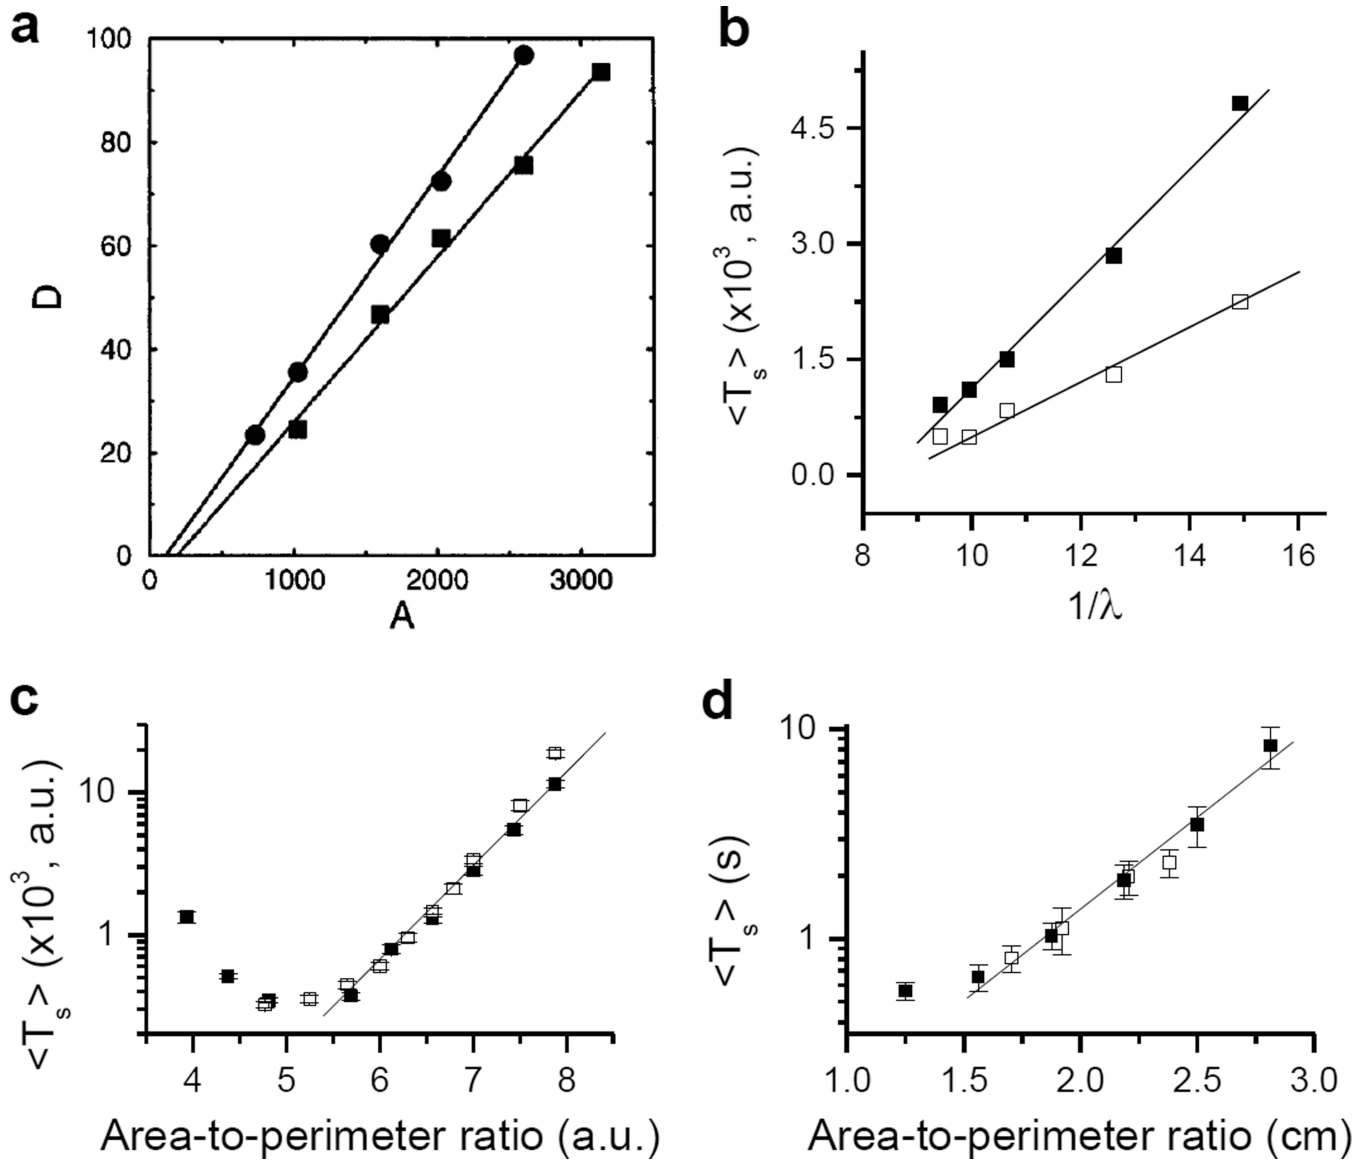 a
100
80
60
40
20
0
D
0 1000 2000 3000
A
b
4.5
3.0
1.5
0.0
<Tₛ> (x10³, a.u.)
8 10 12 14 16
1/λ
c
10
1
<Tₛ> (x10³, a.u.)
4 5 6 7 8
Area-to-perimeter ratio (a.u.)
d
10
1
<Tₛ> (s)
1.0 1.5 2.0 2.5 3.0
Area-to-perimeter ratio (cm)